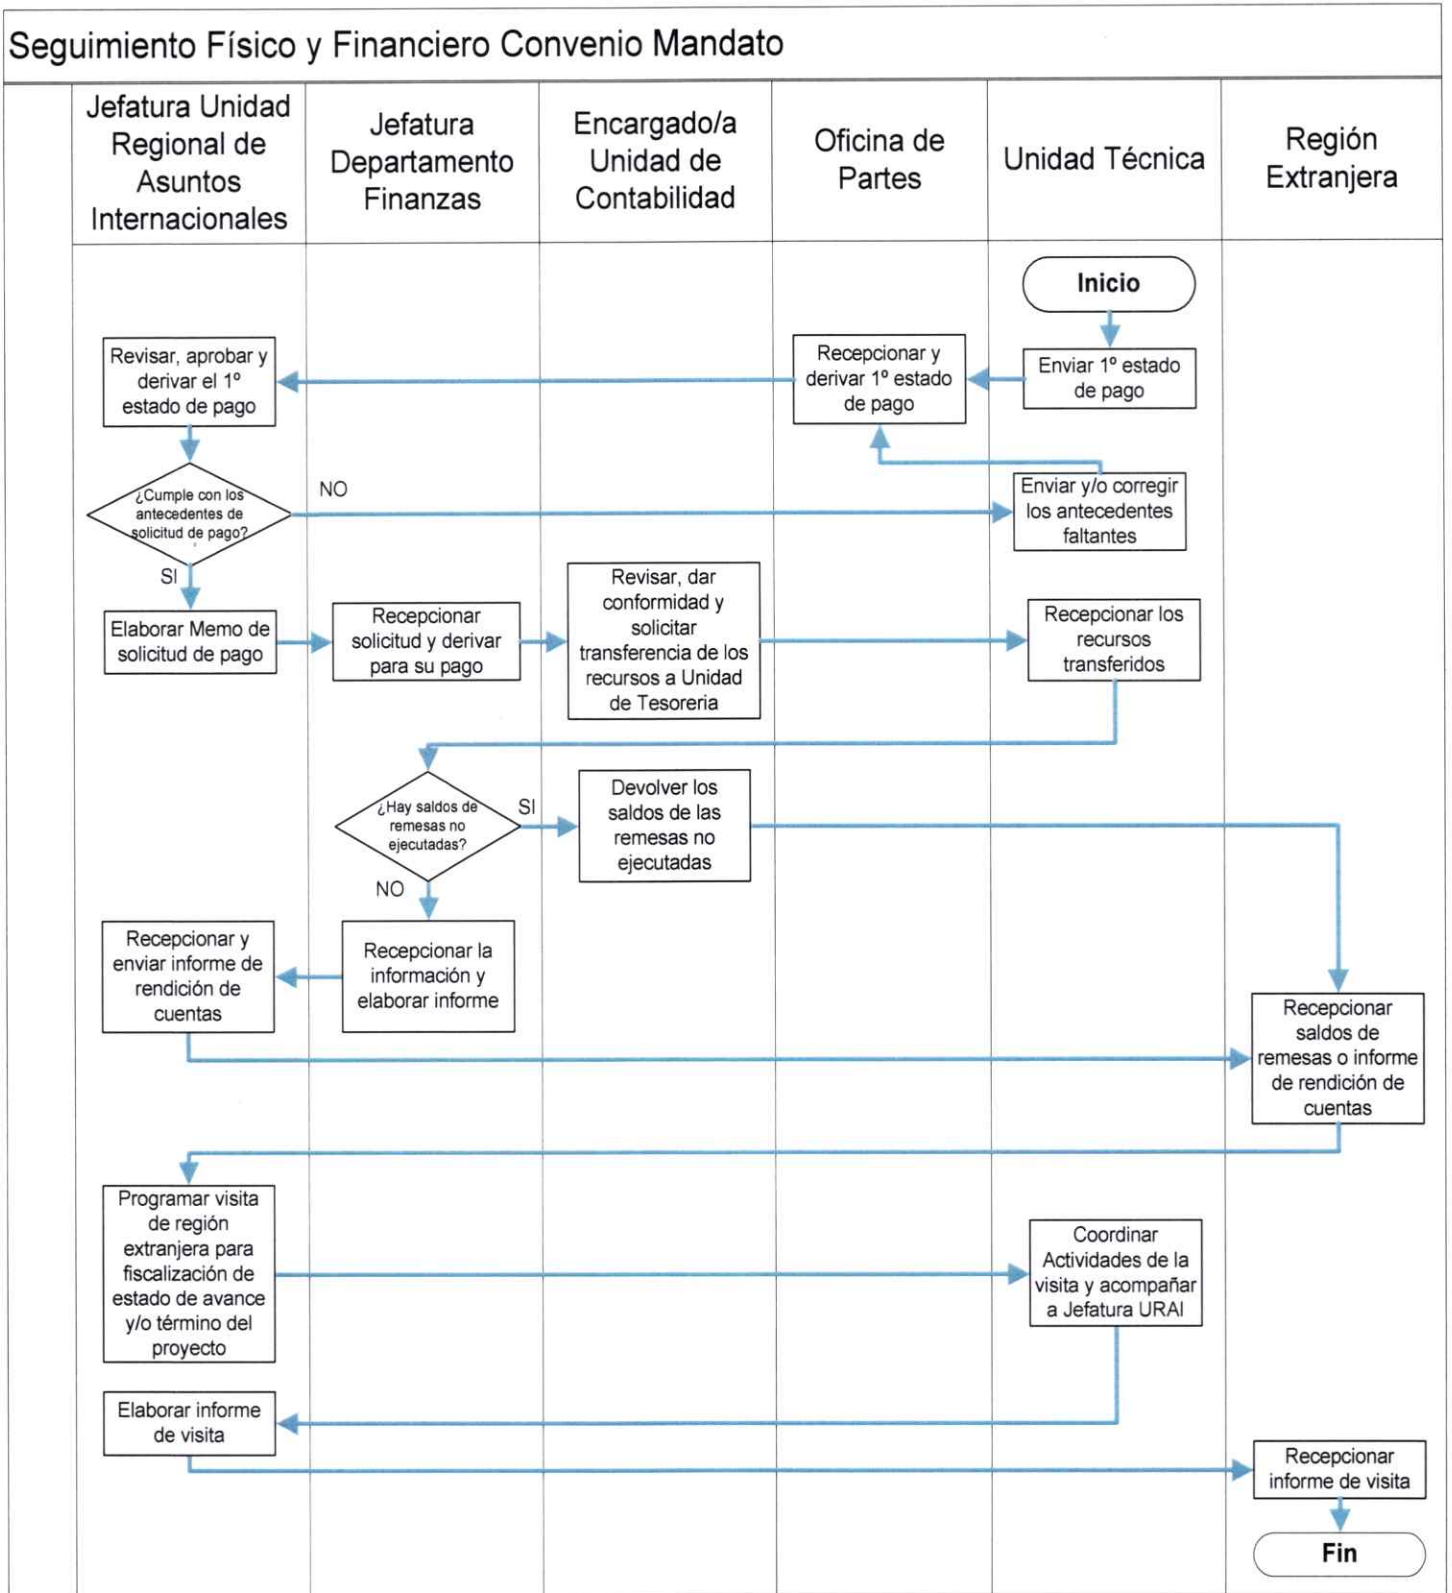 Seguimiento Físico y Financiero Convenio Mandato
Jefatura Unidad
Regional de
Asuntos
Internacionales
Jefatura
Departamento
Finanzas
Encargado/a
Unidad de
Contabilidad
Oficina de
Partes
Unidad Técnica
Región
Extranjera
Inicio
Enviar 1º estado
de pago
Recepcionar y
derivar 1º estado
de pago
Revisar, aprobar y
derivar el 1º
estado de pago
¿Cumple con los
antecedentes de
solicitud de pago?
NO
Enviar y/o corregir
los antecedentes
faltantes
SI
Elaborar Memo de
solicitud de pago
Recepcionar
solicitud y derivar
para su pago
Revisar, dar
conformidad y
solicitar
transferencia de los
recursos a Unidad
de Tesoreria
Recepcionar los
recursos
transferidos
¿Hay saldos de
remesas no
ejecutadas?
SI
Devolver los
saldos de las
remesas no
ejecutadas
NO
Recepcionar la
información y
elaborar informe
Recepcionar y
enviar informe de
rendición de
cuentas
Recepcionar
saldos de
remesas o informe
de rendición de
cuentas
Programar visita
de región
extranjera para
fiscalización de
estado de avance
y/o término del
proyecto
Coordinar
Actividades de la
visita y acompañar
a Jefatura URAI
Elaborar informe
de visita
Recepcionar
informe de visita
Fin